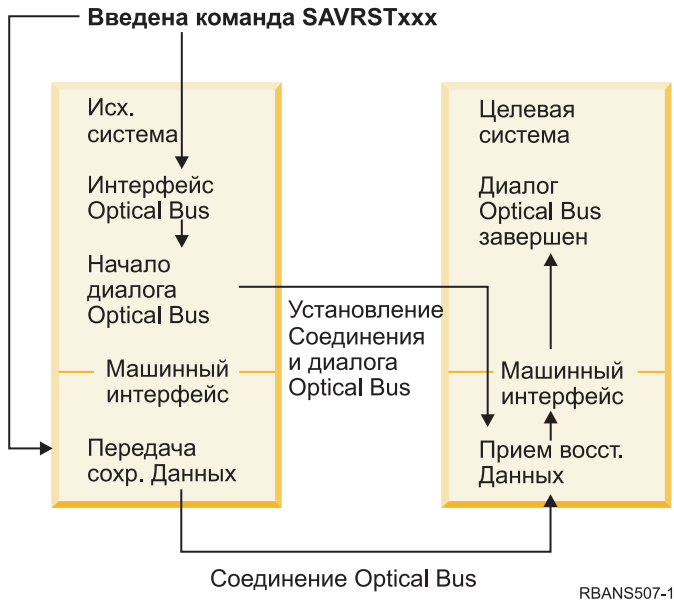 Введена команда SAVRSTxxx
Исх.
система
Интерфейс
Optical Bus
Начало
диалога
Optical Bus
Машинный
интерфейс
Передача
сохр. Данных
Установление
Соединения
и диалога
Optical Bus
Целевая
система
Диалог
Optical Bus
завершен
Машинный
интерфейс
Прием восст.
Данных
Соединение Optical Bus
RBANS507-1